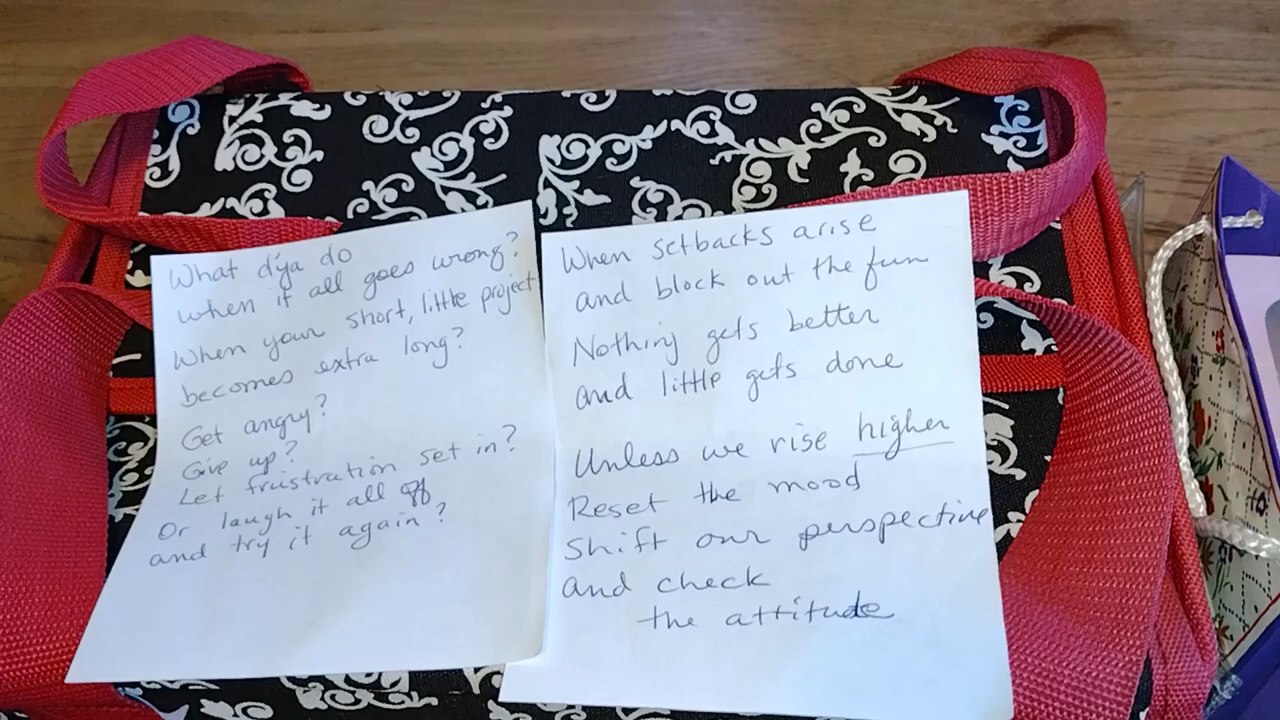 What d'ya do
when it all goes wrong?
When your short, little project
becomes extra long?
Get angry?
Give up?
Let frustration set in?
Or laugh it all off
and try it again?
When setbacks arise
and block out the fun
Nothing gets better
and little gets done
Unless we rise higher
Reset the mood
Shift our perspective
and check
the attitude